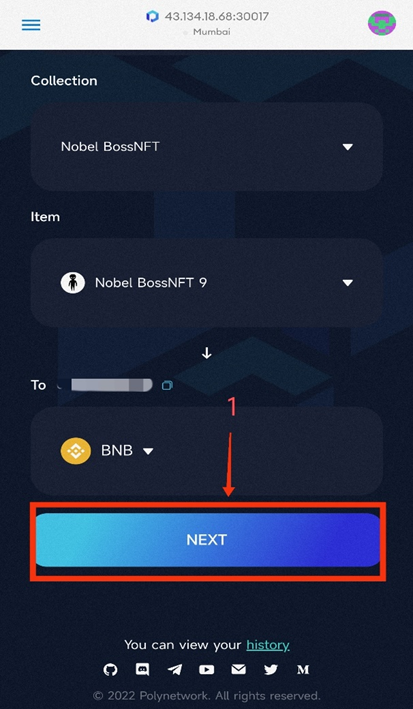 43.134.18.68:30017
Mumbai
Collection
Nobel BossNFT
Item
Nobel BossNFT 9
To
1
BNB
NEXT
You can view your history
© 2022 Polynetwork. All rights reserved.